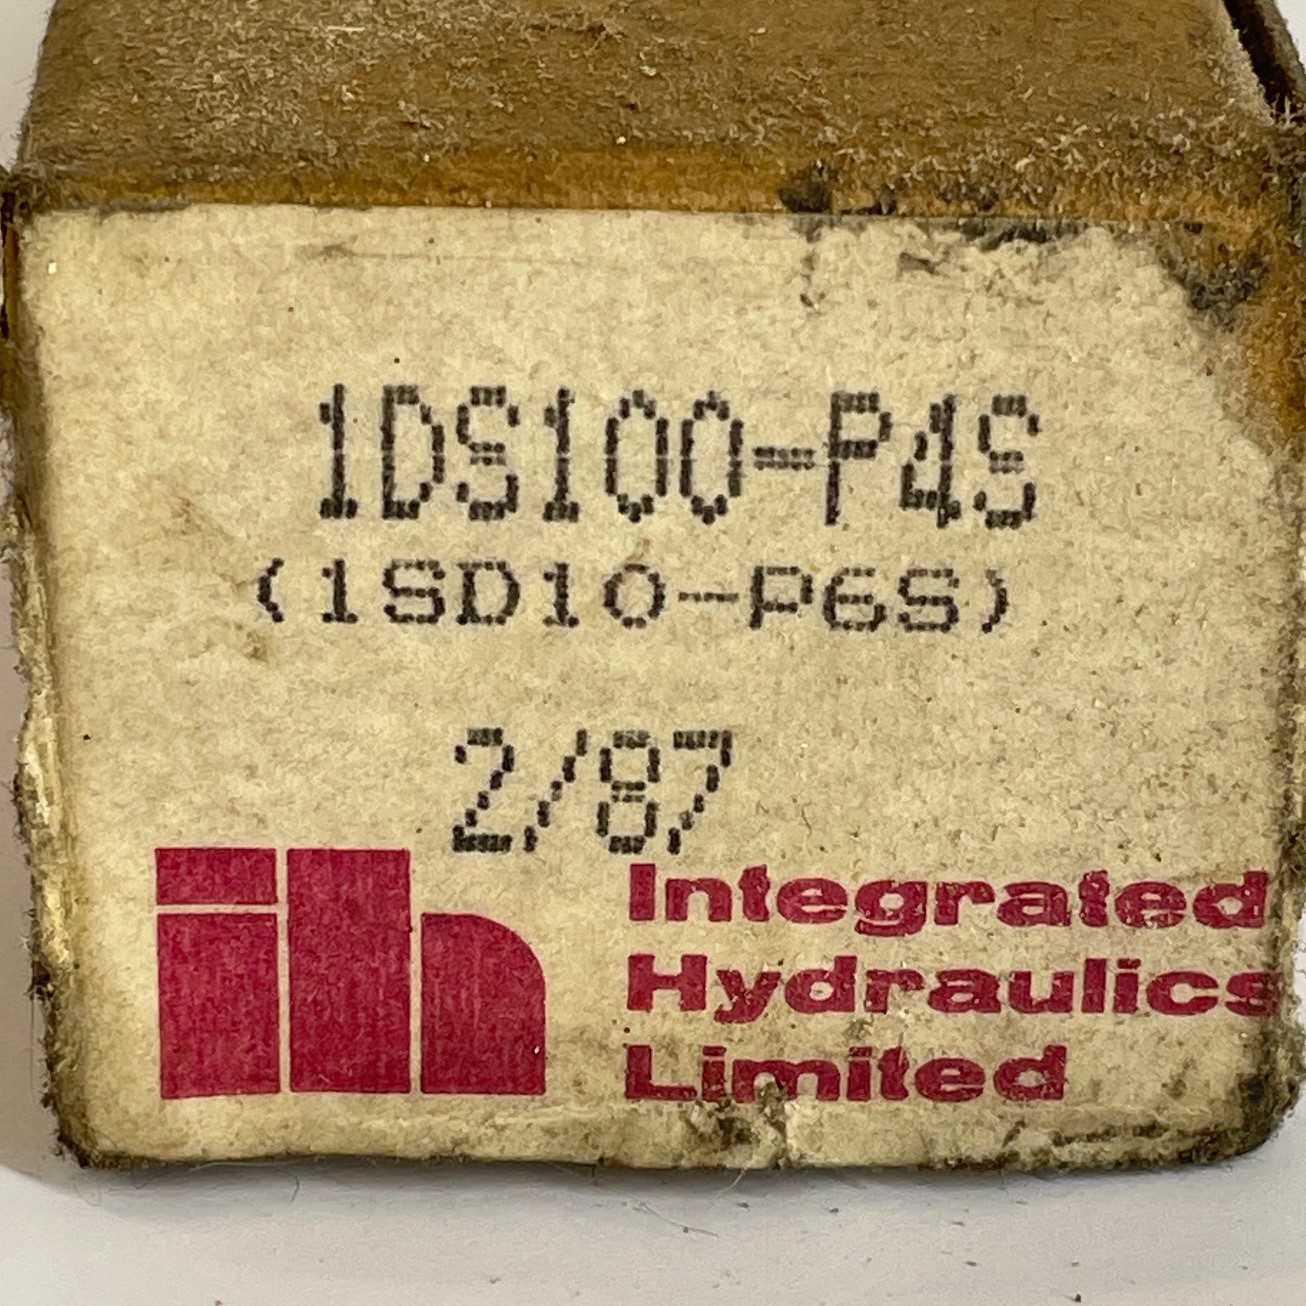 1DS100-P4S
(1SD10-P6S)
2/87
ih
Integrated
Hydraulics
Limited